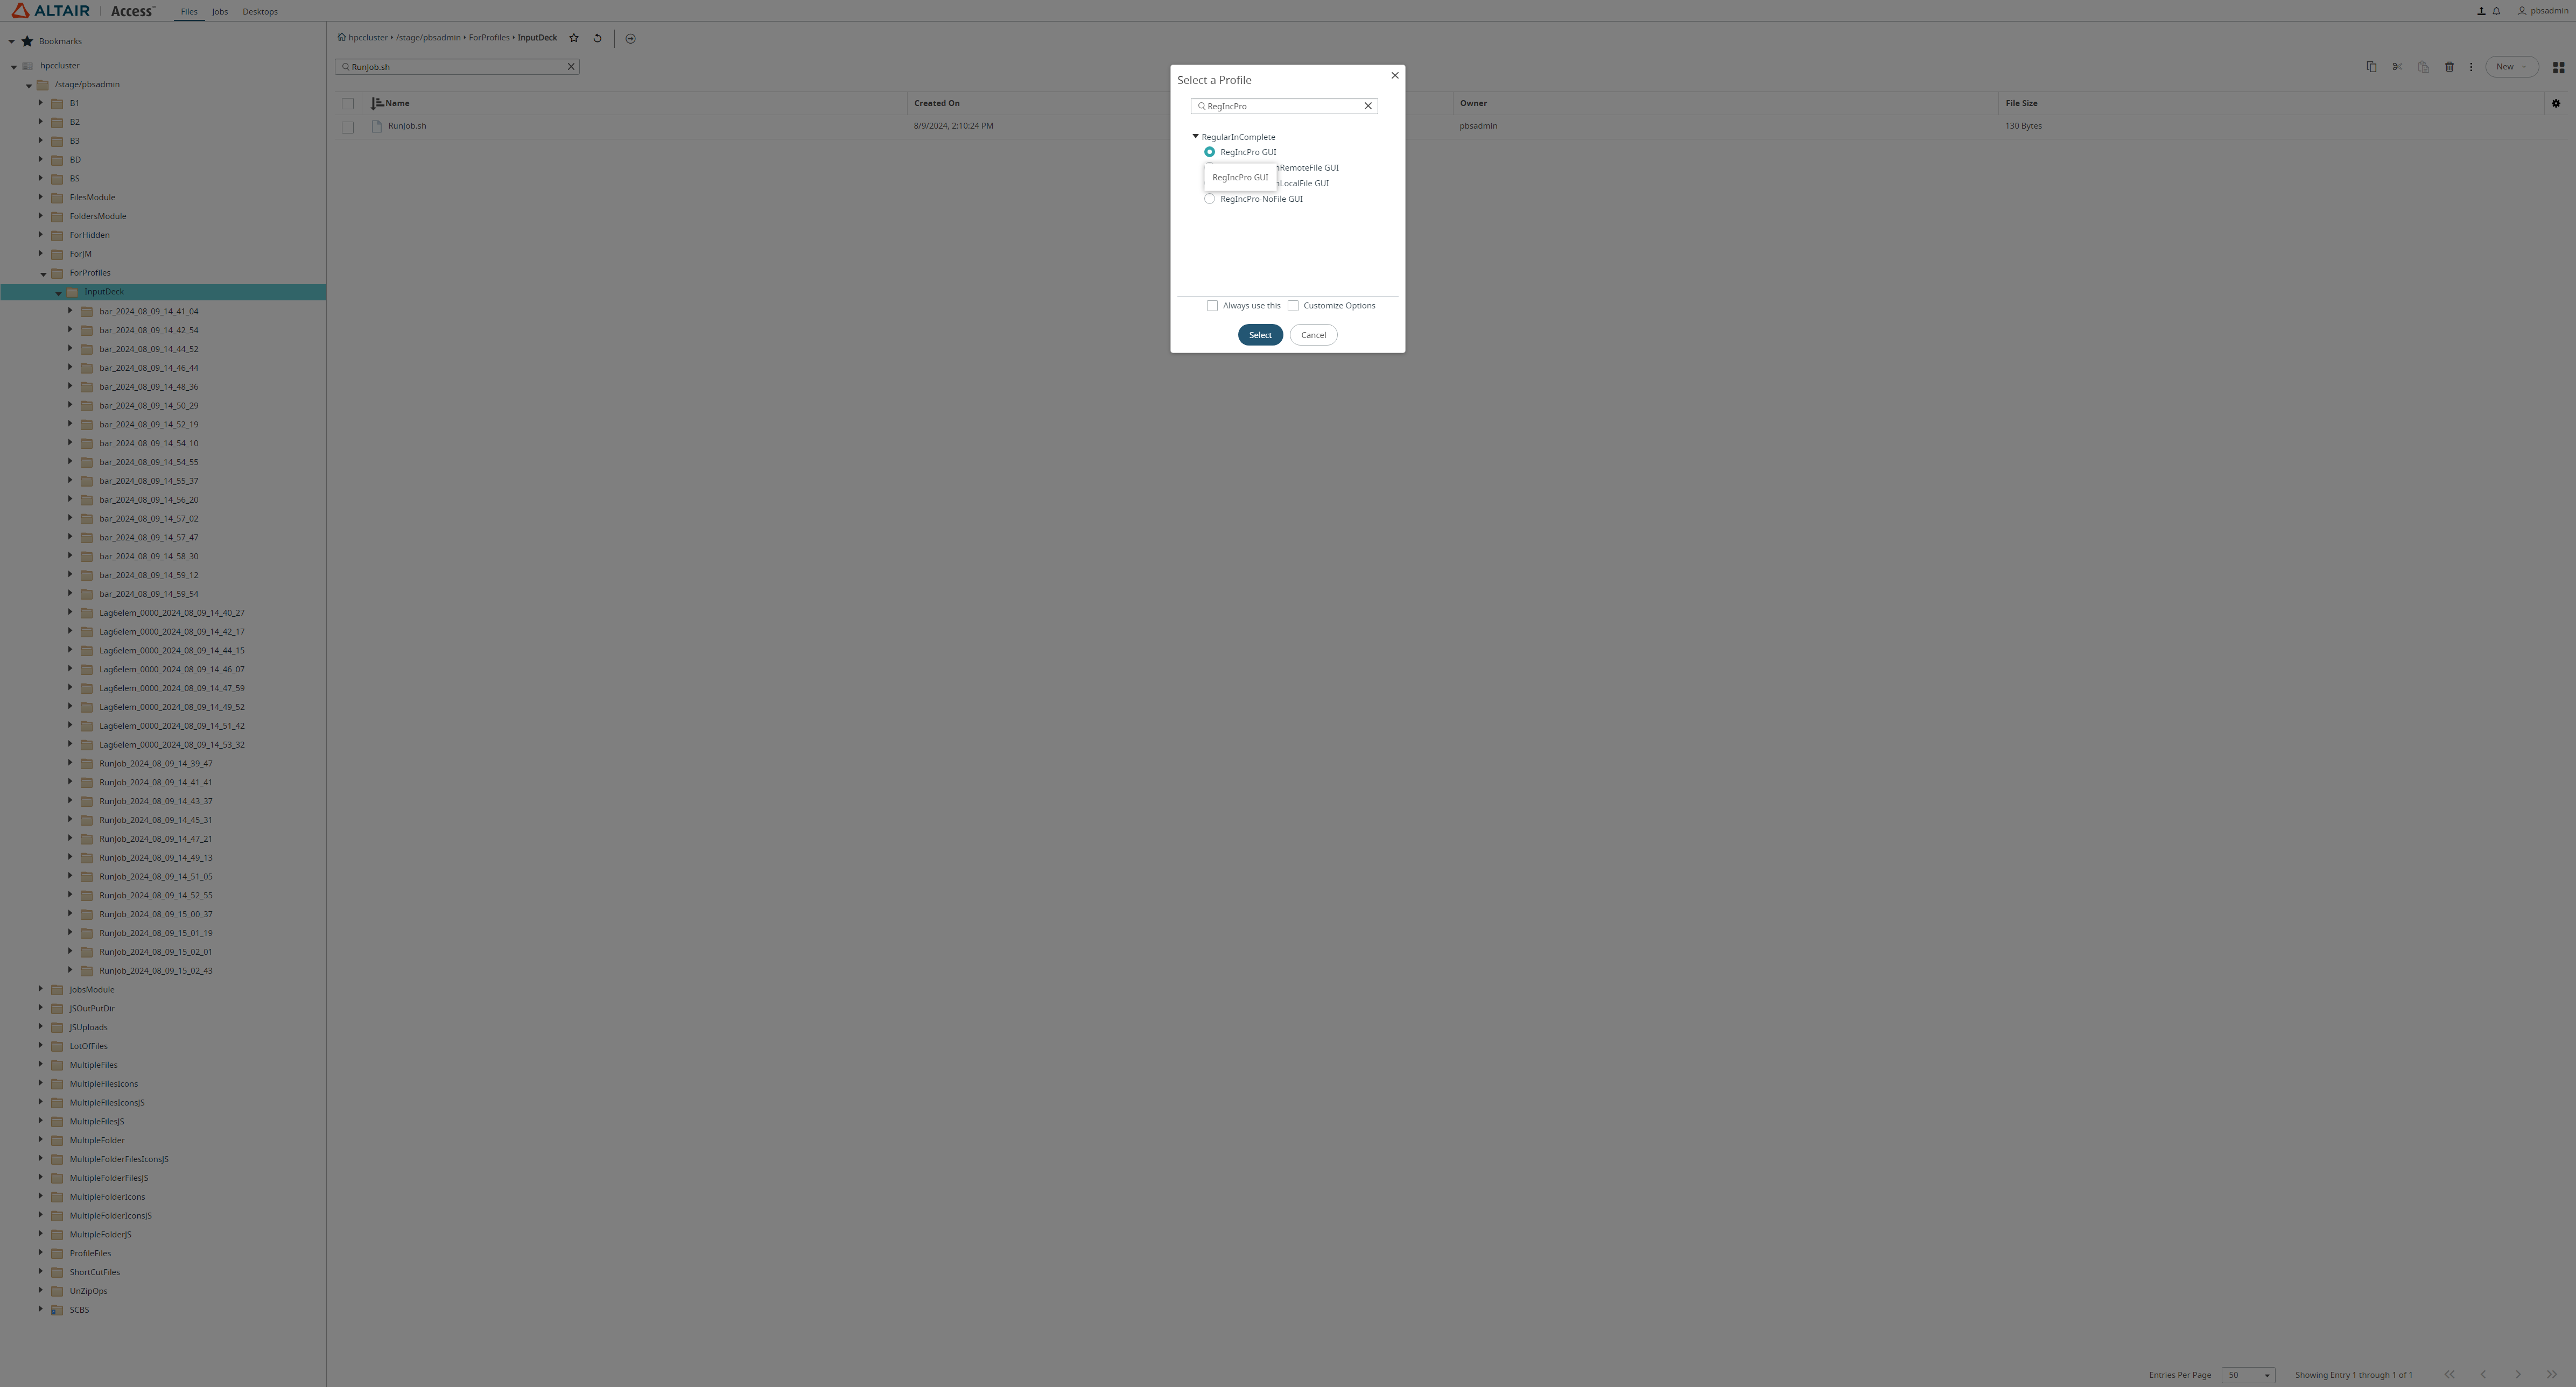 ALTAIR | Access™ Files Jobs Desktops pbsadmin
Bookmarks
hpccluster
/stage/pbsadmin
B1
B2
B3
BD
BS
FilesModule
FoldersModule
ForHidden
ForJM
ForProfiles
InputDeck
bar_2024_08_09_14_41_04
bar_2024_08_09_14_42_54
bar_2024_08_09_14_44_52
bar_2024_08_09_14_46_44
bar_2024_08_09_14_48_36
bar_2024_08_09_14_50_29
bar_2024_08_09_14_52_19
bar_2024_08_09_14_54_10
bar_2024_08_09_14_54_55
bar_2024_08_09_14_55_37
bar_2024_08_09_14_56_20
bar_2024_08_09_14_57_02
bar_2024_08_09_14_57_47
bar_2024_08_09_14_58_30
bar_2024_08_09_14_59_12
bar_2024_08_09_14_59_54
Lag6elem_0000_2024_08_09_14_40_27
Lag6elem_0000_2024_08_09_14_42_17
Lag6elem_0000_2024_08_09_14_44_15
Lag6elem_0000_2024_08_09_14_46_07
Lag6elem_0000_2024_08_09_14_47_59
Lag6elem_0000_2024_08_09_14_49_52
Lag6elem_0000_2024_08_09_14_51_42
Lag6elem_0000_2024_08_09_14_53_32
RunJob_2024_08_09_14_39_47
RunJob_2024_08_09_14_41_41
RunJob_2024_08_09_14_43_37
RunJob_2024_08_09_14_45_31
RunJob_2024_08_09_14_47_21
RunJob_2024_08_09_14_49_13
RunJob_2024_08_09_14_51_05
RunJob_2024_08_09_14_52_55
RunJob_2024_08_09_15_00_37
RunJob_2024_08_09_15_01_19
RunJob_2024_08_09_15_02_01
RunJob_2024_08_09_15_02_43
JobsModule
JSOutPutDir
JSUploads
LotOfFiles
MultipleFiles
MultipleFilesIcons
MultipleFilesIconsJS
MultipleFilesJS
MultipleFolder
MultipleFolderFilesIconsJS
MultipleFolderFilesJS
MultipleFolderIcons
MultipleFolderIconsJS
MultipleFolderJS
ProfileFiles
ShortCutFiles
UnZipOps
SCBS
hpccluster /stage/pbsadmin ForProfiles InputDeck
RunJob.sh
New
Name Created On Owner File Size
RunJob.sh 8/9/2024, 2:10:24 PM pbsadmin 130 Bytes
Select a Profile
RegIncPro
RegularInComplete
RegIncPro GUI
nRemoteFile GUI
RegIncPro GUI
nLocalFile GUI
RegIncPro-NoFile GUI
Always use this Customize Options
Select Cancel
Entries Per Page 50 Showing Entry 1 through 1 of 1